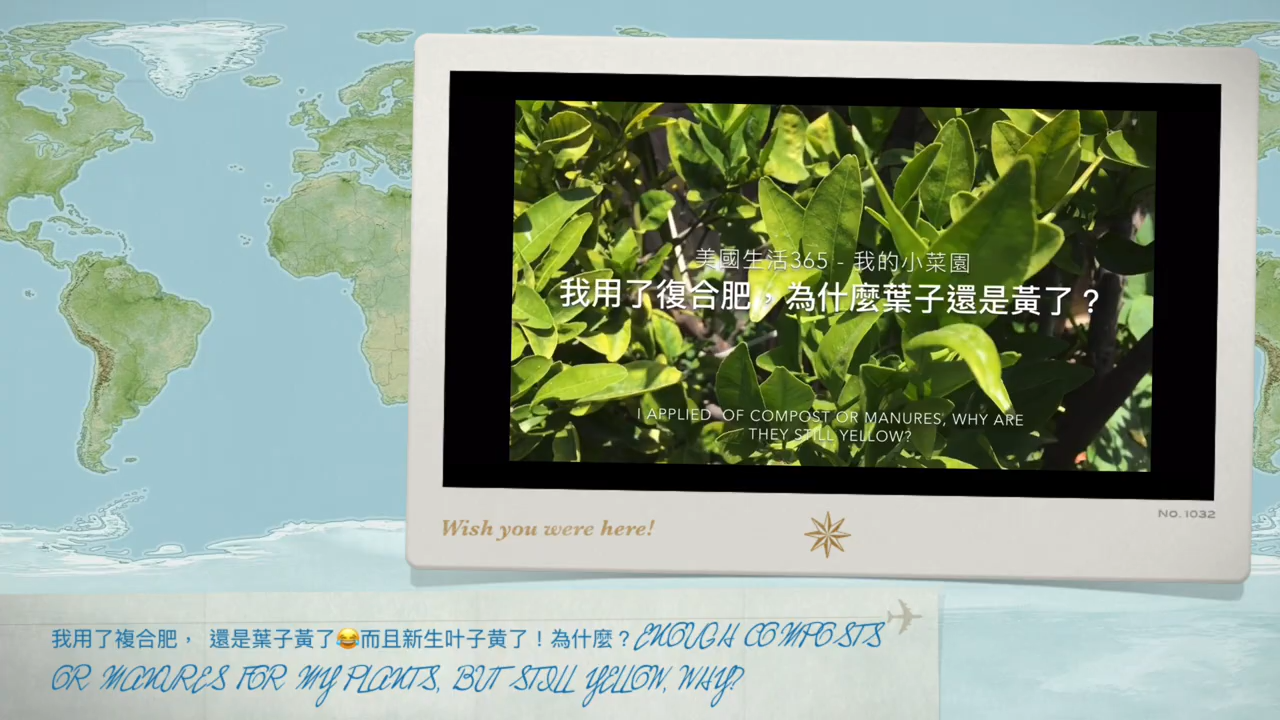 美國生活365 - 我的小菜園
我用了復合肥，為什麼葉子還是黃了？
I APPLIED OF COMPOST OR MANURES, WHY ARE
THEY STILL YELLOW?
Wish you were here!
No. 1032
我用了複合肥， 還是葉子黃了😂而且新生叶子黄了！為什麼？ENOUGH COMPOSTS
OR MANURES FOR MY PLANTS, BUT STILL YELLOW, WHY?